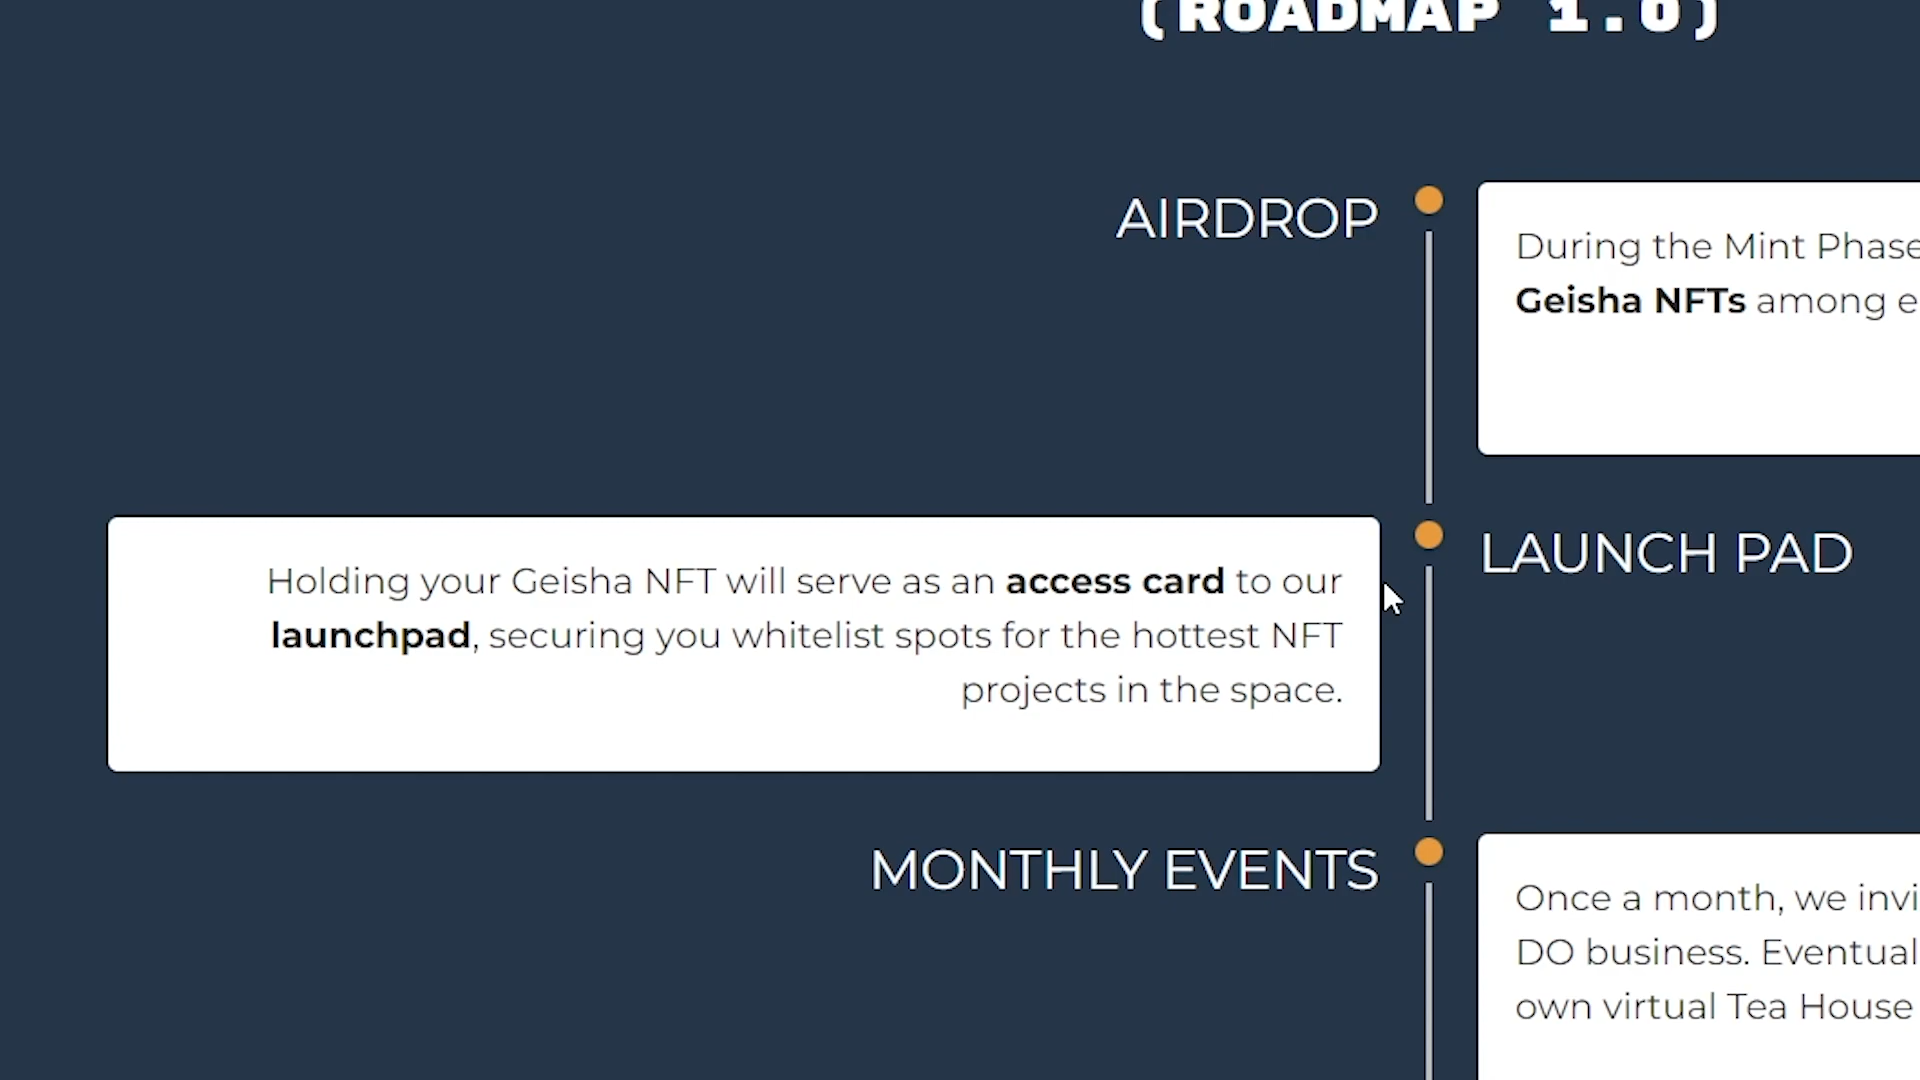 (ROADMAP 1.0)
AIRDROP
During the Mint Phase
Geisha NFTs among e
LAUNCH PAD
Holding your Geisha NFT will serve as an access card to our
launchpad, securing you whitelist spots for the hottest NFT
projects in the space.
MONTHLY EVENTS
Once a month, we invi
DO business. Eventual
own virtual Tea House